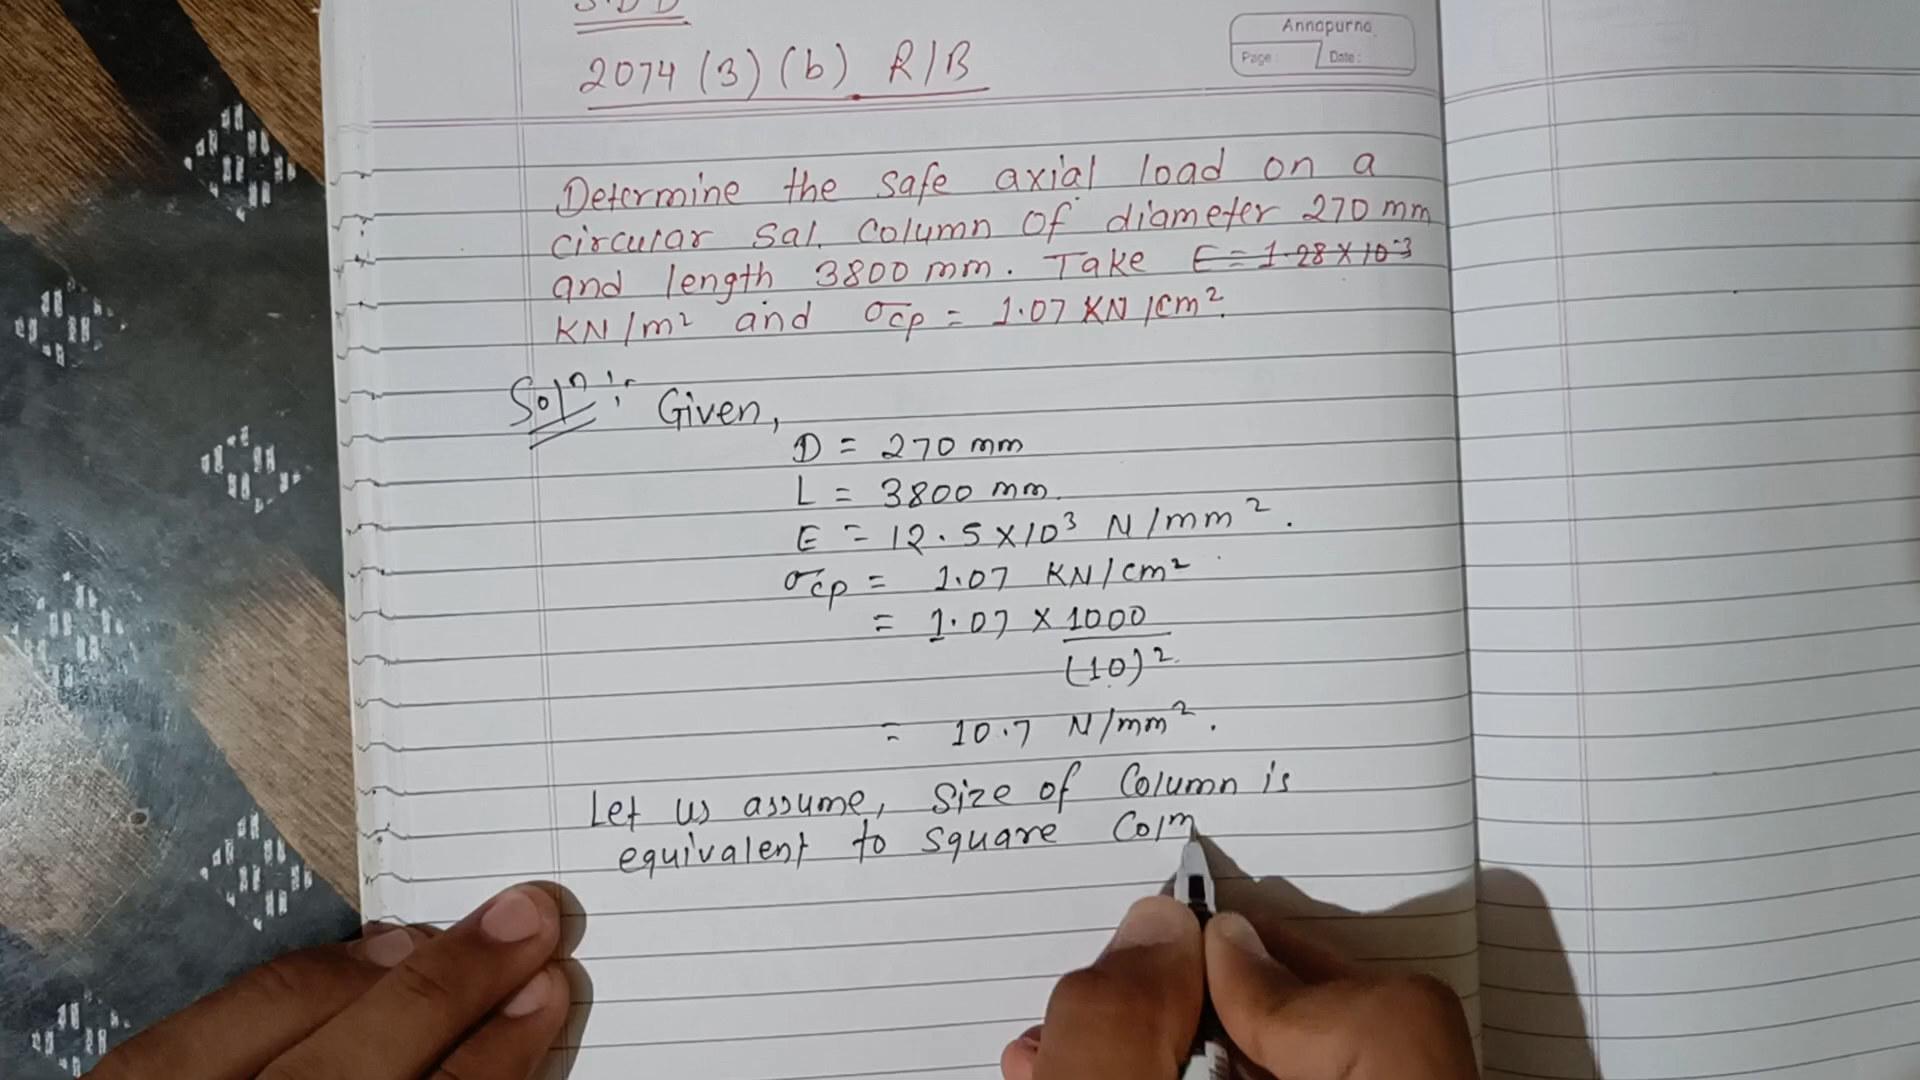 S.D D
2074 (3) (b) R/B
Annapurna
Page: Date:
Determine the safe axial load on a
circular sal. column of diameter 270 mm
and length 3800 mm. Take E = 1.28 X 10-3
KN/m² and σcp = 1.07 KN/cm².
Solⁿ:- Given,
D = 270 mm
L = 3800 mm.
E = 12.5 X 10³ N/mm².
σcp = 1.07 KN/cm²
= 1.07 X 1000
(10)²
= 10.7 N/mm².
Let us assume, size of Column is
equivalent to square Colm